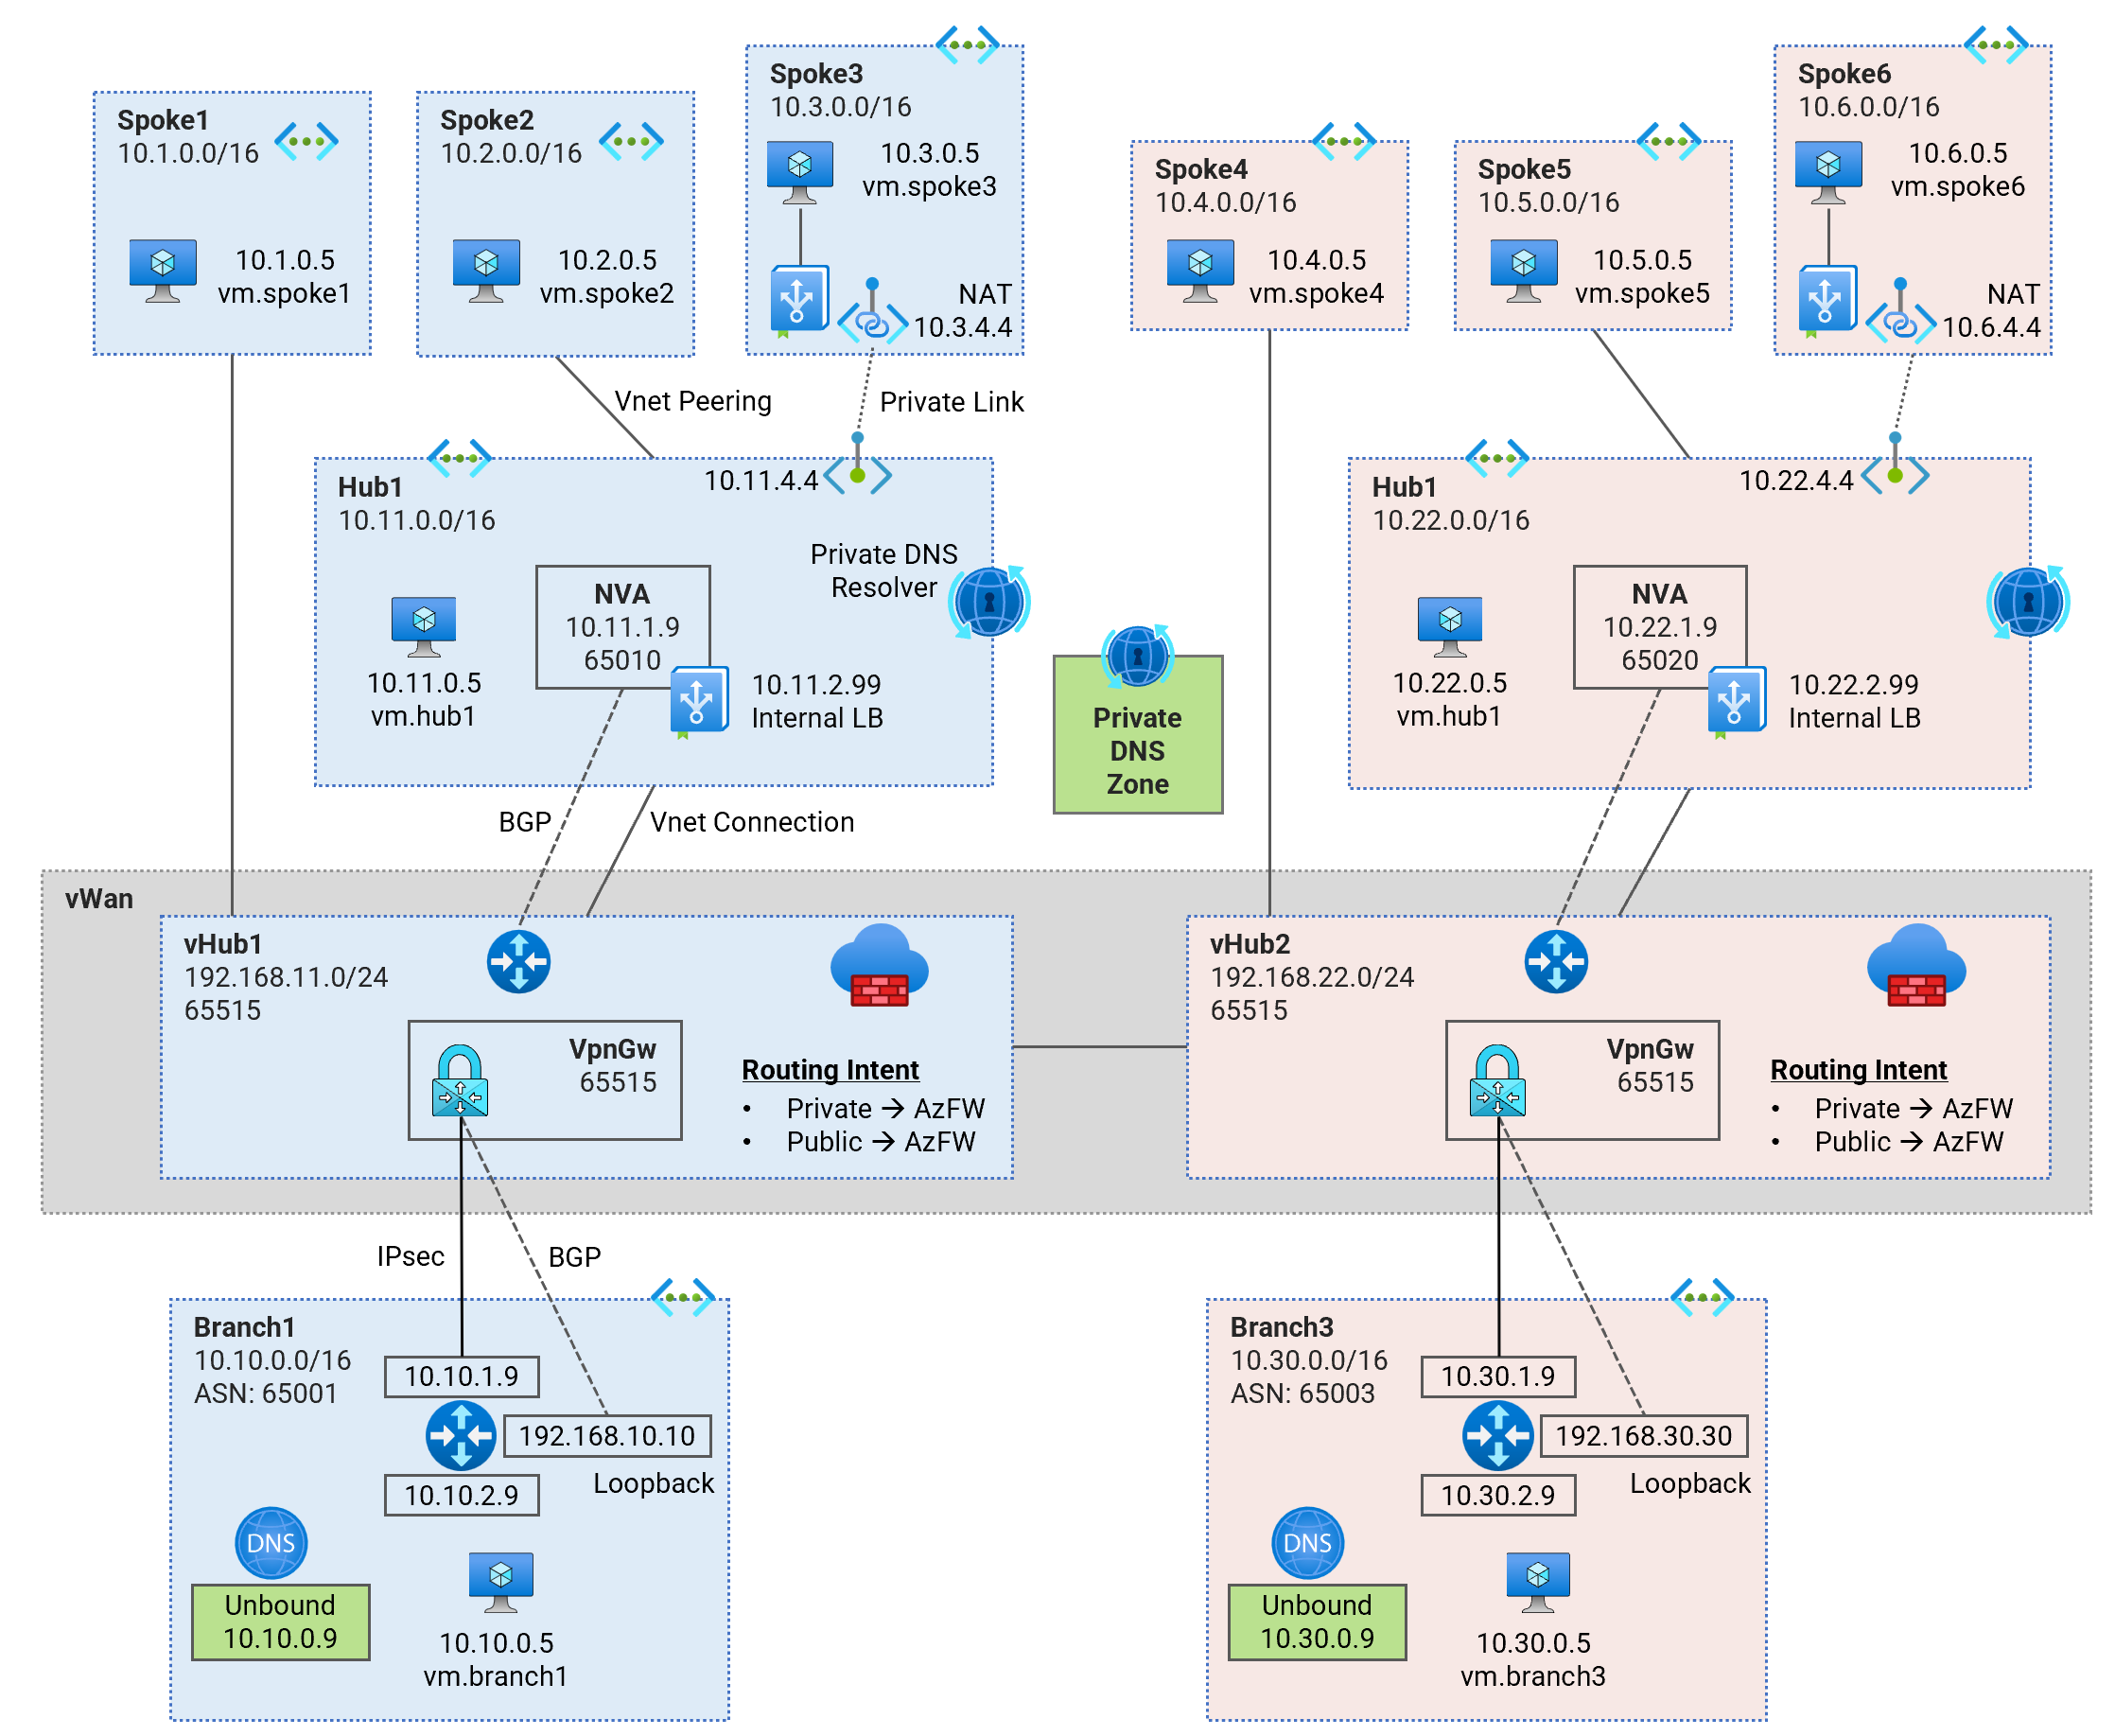 Spoke1
10.1.0.0/16
10.1.0.5
vm.spoke1
Spoke2
10.2.0.0/16
10.2.0.5
vm.spoke2
Spoke3
10.3.0.0/16
10.3.0.5
vm.spoke3
NAT
10.3.4.4
Spoke4
10.4.0.0/16
10.4.0.5
vm.spoke4
Spoke5
10.5.0.0/16
10.5.0.5
vm.spoke5
Spoke6
10.6.0.0/16
10.6.0.5
vm.spoke6
NAT
10.6.4.4
Vnet Peering
Private Link
Hub1
10.11.0.0/16
10.11.4.4
Private DNS
Resolver
NVA
10.11.1.9
65010
10.11.0.5
vm.hub1
10.11.2.99
Internal LB
Private
DNS
Zone
Hub1
10.22.0.0/16
10.22.4.4
NVA
10.22.1.9
65020
10.22.0.5
vm.hub1
10.22.2.99
Internal LB
BGP
Vnet Connection
vWan
vHub1
192.168.11.0/24
65515
VpnGw
65515
Routing Intent
• Private → AzFW
• Public → AzFW
vHub2
192.168.22.0/24
65515
VpnGw
65515
Routing Intent
• Private → AzFW
• Public → AzFW
IPsec
BGP
Branch1
10.10.0.0/16
ASN: 65001
10.10.1.9
192.168.10.10
Loopback
10.10.2.9
DNS
Unbound
10.10.0.9
10.10.0.5
vm.branch1
Branch3
10.30.0.0/16
ASN: 65003
10.30.1.9
192.168.30.30
Loopback
10.30.2.9
DNS
Unbound
10.30.0.9
10.30.0.5
vm.branch3